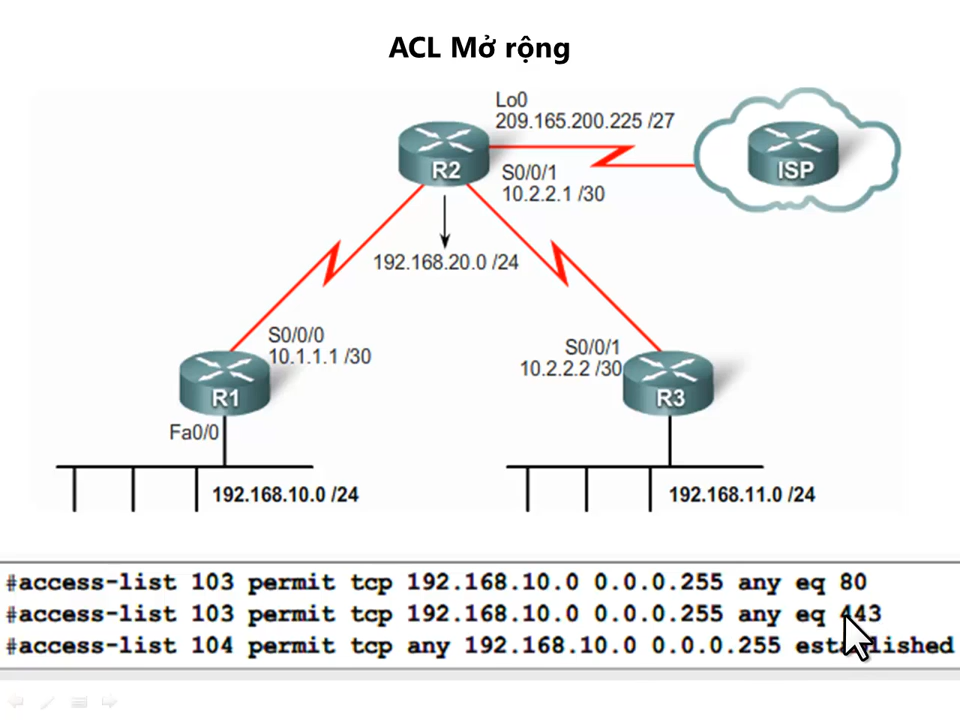 ACL Mở rộng
Lo0
209.165.200.225 /27
R2
ISP
S0/0/1
10.2.2.1 /30
192.168.20.0 /24
S0/0/0
10.1.1.1 /30
S0/0/1
10.2.2.2 /30
R1
R3
Fa0/0
192.168.10.0 /24
192.168.11.0 /24
#access-list 103 permit tcp 192.168.10.0 0.0.0.255 any eq 80
#access-list 103 permit tcp 192.168.10.0 0.0.0.255 any eq 443
#access-list 104 permit tcp any 192.168.10.0 0.0.0.255 established